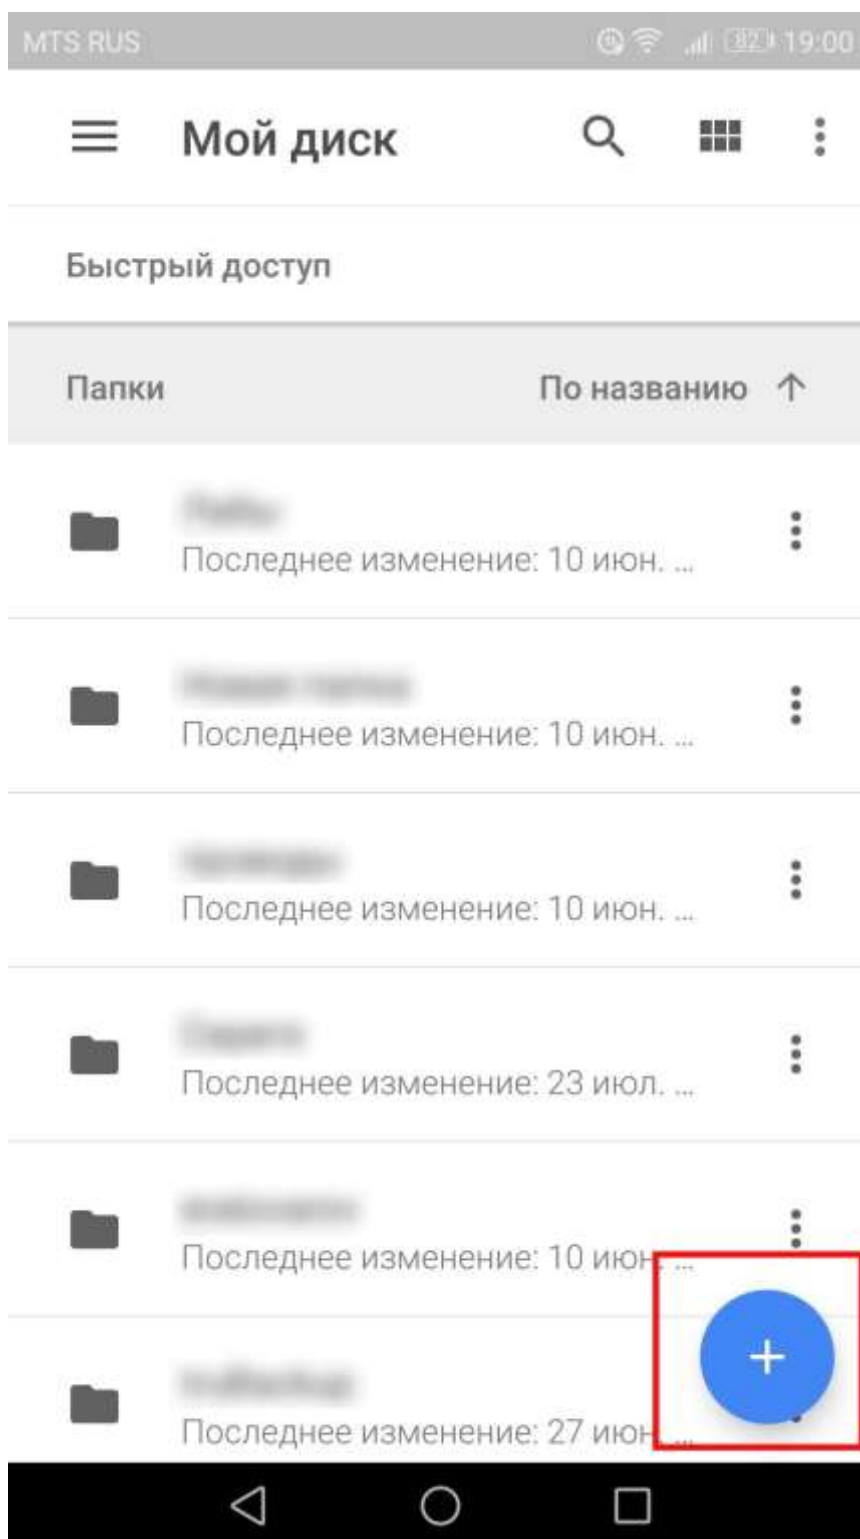 MTS RUS 82 19:00
Мой диск
Быстрый доступ
Папки По названию
Последнее изменение: 10 июн. ...
Последнее изменение: 10 июн. ...
Последнее изменение: 10 июн. ...
Последнее изменение: 23 июл. ...
Последнее изменение: 10 июн. ...
Последнее изменение: 27 июн. ...